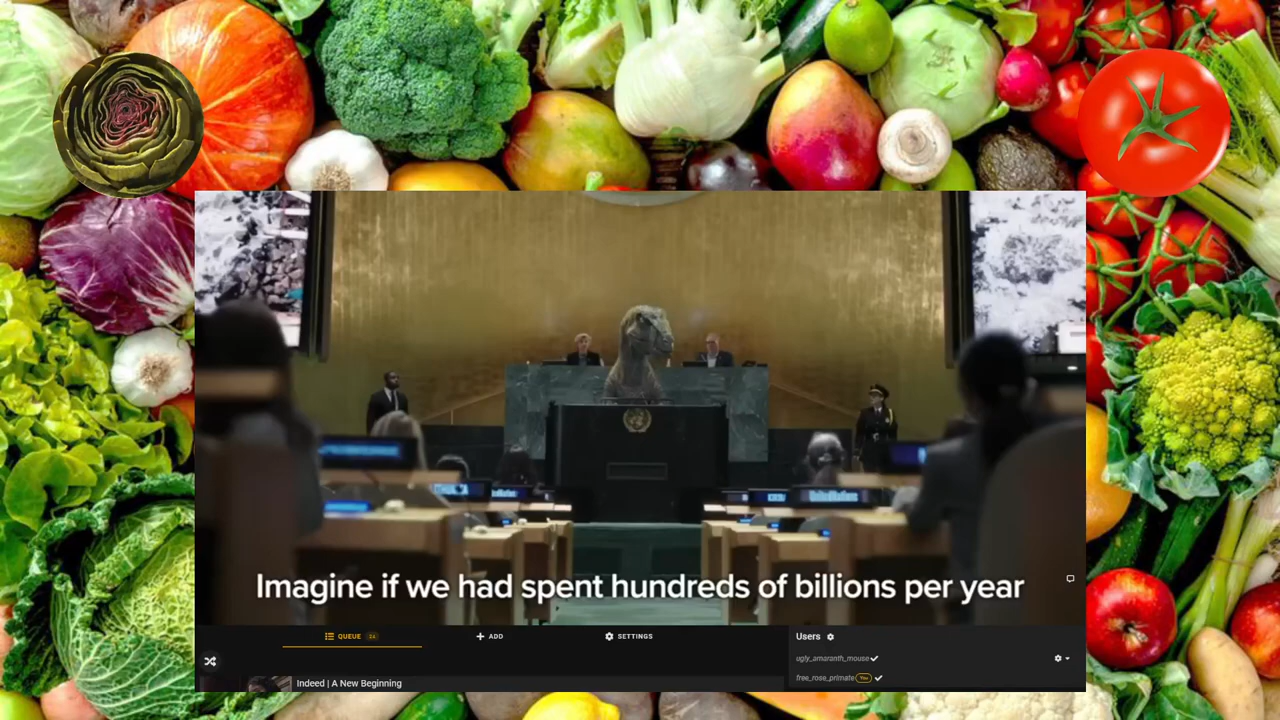 Imagine if we had spent hundreds of billions per year
QUEUE 24
ADD
SETTINGS
Users
ugly_amaranth_mouse
free_rose_primate You
Indeed | A New Beginning